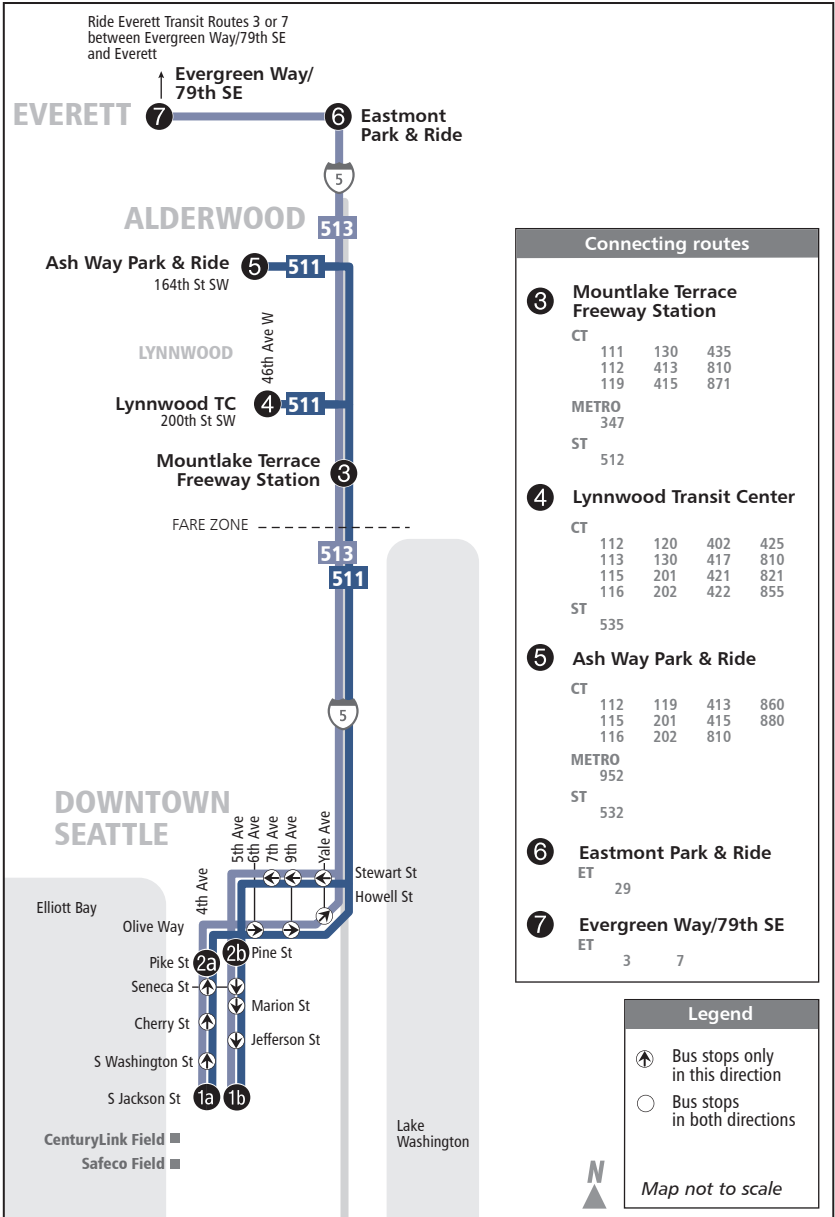 Ride Everett Transit Routes 3 or 7
between Evergreen Way/79th SE
and Everett
Evergreen Way/
79th SE
EVERETT
7
6
Eastmont
Park & Ride
5
ALDERWOOD
513
Ash Way Park & Ride
5
511
164th St SW
LYNNWOOD
46th Ave W
Lynnwood TC
4
511
200th St SW
Mountlake Terrace
Freeway Station
3
FARE ZONE
513
511
5
DOWNTOWN
SEATTLE
4th Ave
5th Ave
6th Ave
7th Ave
9th Ave
Yale Ave
Stewart St
Howell St
Elliott Bay
Olive Way
Pike St
2a
2b
Pine St
Seneca St
Marion St
Cherry St
Jefferson St
S Washington St
S Jackson St
1a
1b
CenturyLink Field
Safeco Field
Lake
Washington
Connecting routes
3
Mountlake Terrace
Freeway Station
CT
111 130 435
112 413 810
119 415 871
METRO
347
ST
512
4 Lynnwood Transit Center
CT
112 120 402 425
113 130 417 810
115 201 421 821
116 202 422 855
ST
535
5 Ash Way Park & Ride
CT
112 119 413 860
115 201 415 880
116 202 810
METRO
952
ST
532
6 Eastmont Park & Ride
ET
29
7 Evergreen Way/79th SE
ET
3 7
Legend
Bus stops only
in this direction
Bus stops
in both directions
N
Map not to scale